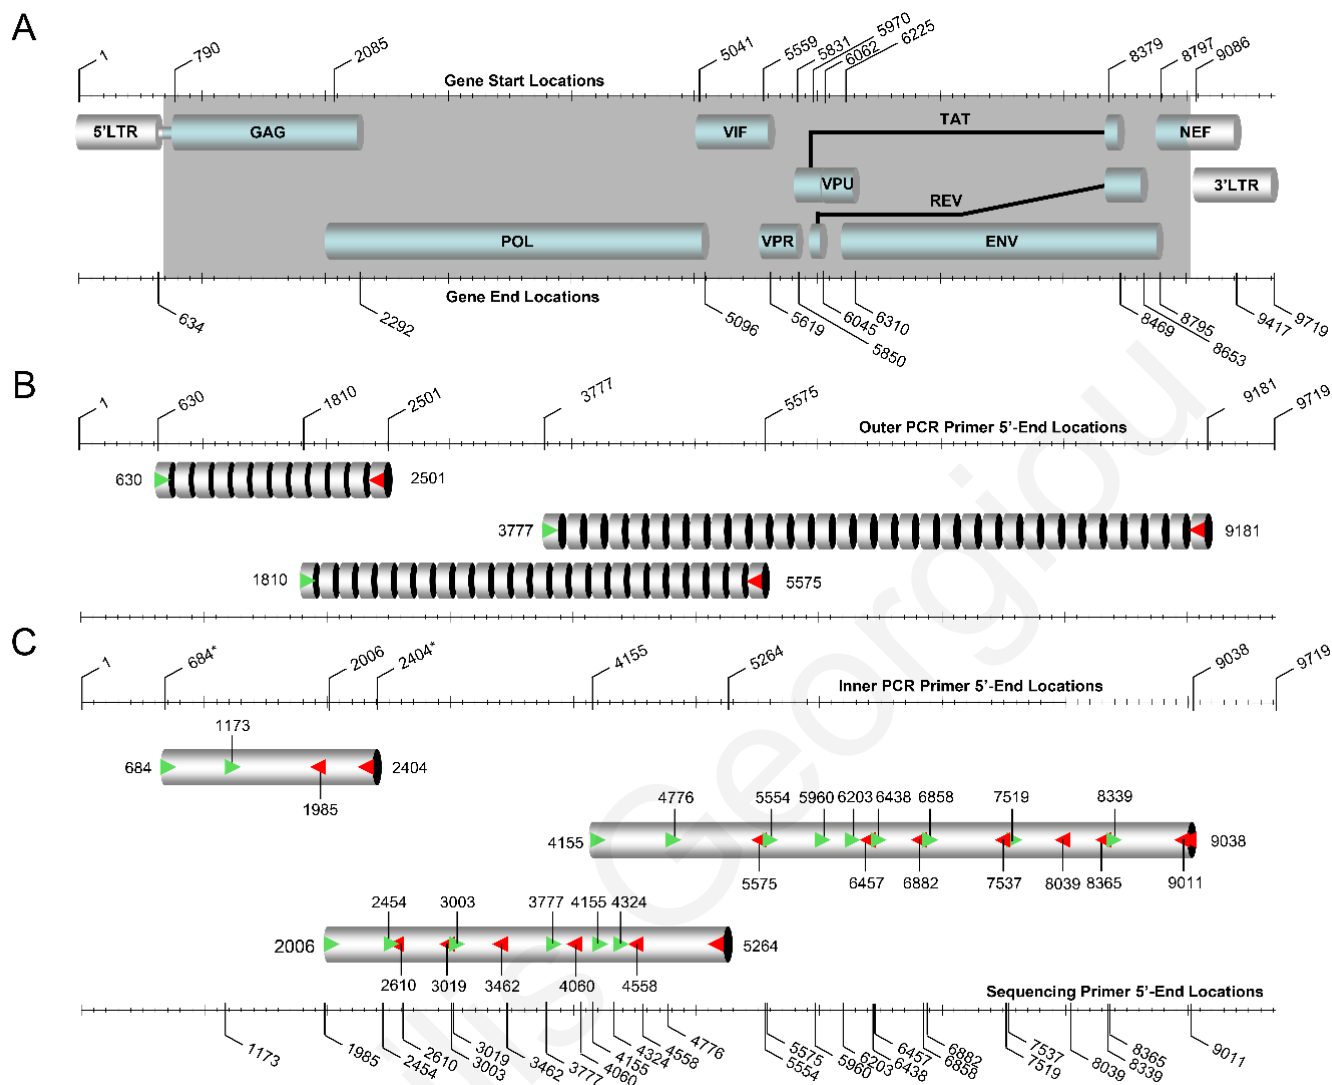 A
1 790 2085 5041 5559 5831 5970 6062 6225 8379 8797 9086
Gene Start Locations
5'LTR GAG VIF TAT NEF
VPU REV 3'LTR
POL VPR ENV
Gene End Locations
634 2292 5096 5619 5850 6045 6310 8469 8653 8795 9417 9719
B
1 630 1810 2501 3777 5575 9181 9719
Outer PCR Primer 5'-End Locations
630 2501
3777 9181
1810 5575
C
1 684* 2006 2404* 4155 5264 9038 9719
Inner PCR Primer 5'-End Locations
1173
684 2404
1985
4776 5554 5960 6203 6438 6858 7519 8339
4155 9038
5575 6457 6882 7537 8039 8365 9011
2454 3003 3777 4155 4324
2006 5264
2610 3019 3462 4060 4558
Sequencing Primer 5'-End Locations
1173 1985 2454 2610 3003 3019 3462 3777 4060 4155 4324 4558 4776 5554 5575 5960 6203 6438 6457 6858 6882 7519 7537 8039 8339 8365 9011
Georgiou